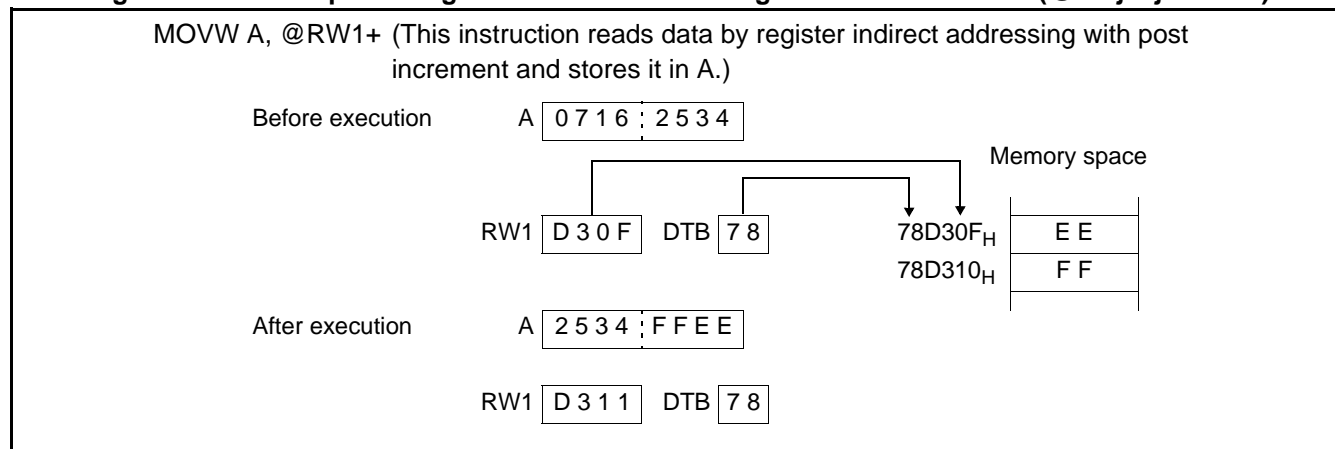 MOVW A, @RW1+ (This instruction reads data by register indirect addressing with post
increment and stores it in A.)
Before execution A 0716 2534
Memory space
RW1 D30F DTB 78 78D30FH EE
78D310H FF
After execution A 2534 FFEE
RW1 D311 DTB 78